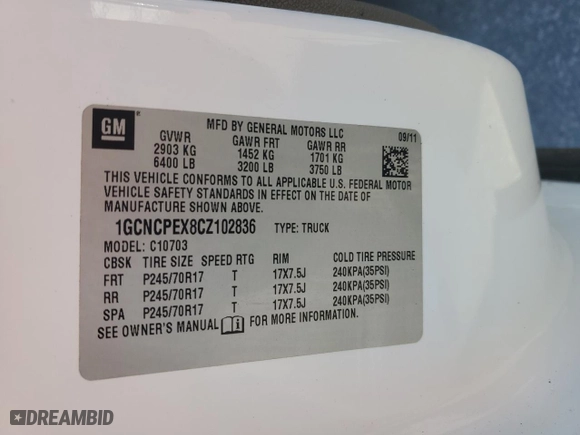 GM
MFD BY GENERAL MOTORS LLC
09/11
GVWR GAWR FRT GAWR RR
2903 KG 1452 KG 1701 KG
6400 LB 3200 LB 3750 LB
THIS VEHICLE CONFORMS TO ALL APPLICABLE U.S. FEDERAL MOTOR
VEHICLE SAFETY STANDARDS IN EFFECT ON THE DATE OF
MANUFACTURE SHOWN ABOVE.
1GCNCPEX8CZ102836 TYPE: TRUCK
MODEL: C10703
CBSK TIRE SIZE SPEED RTG RIM COLD TIRE PRESSURE
FRT P245/70R17 T 17X7.5J 240KPA(35PSI)
RR P245/70R17 T 17X7.5J 240KPA(35PSI)
SPA P245/70R17 T 17X7.5J 240KPA(35PSI)
SEE OWNER'S MANUAL FOR MORE INFORMATION.
DREAMBID